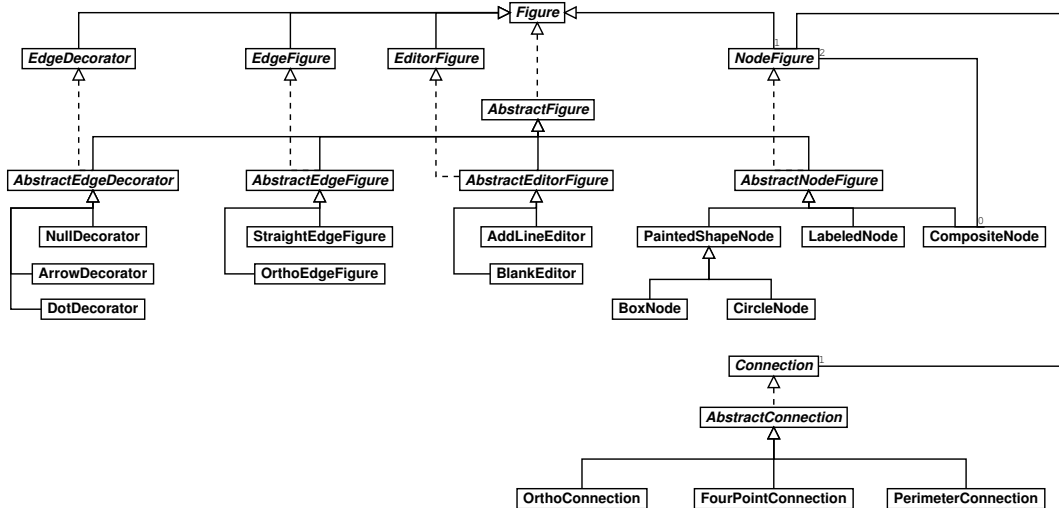 Figure
EdgeDecorator
EdgeFigure
EditorFigure
1
NodeFigure
2
AbstractFigure
AbstractEdgeDecorator
AbstractEdgeFigure
AbstractEditorFigure
AbstractNodeFigure
0
NullDecorator
StraightEdgeFigure
AddLineEditor
PaintedShapeNode
LabeledNode
CompositeNode
ArrowDecorator
OrthoEdgeFigure
BlankEditor
DotDecorator
BoxNode
CircleNode
Connection
1
AbstractConnection
OrthoConnection
FourPointConnection
PerimeterConnection